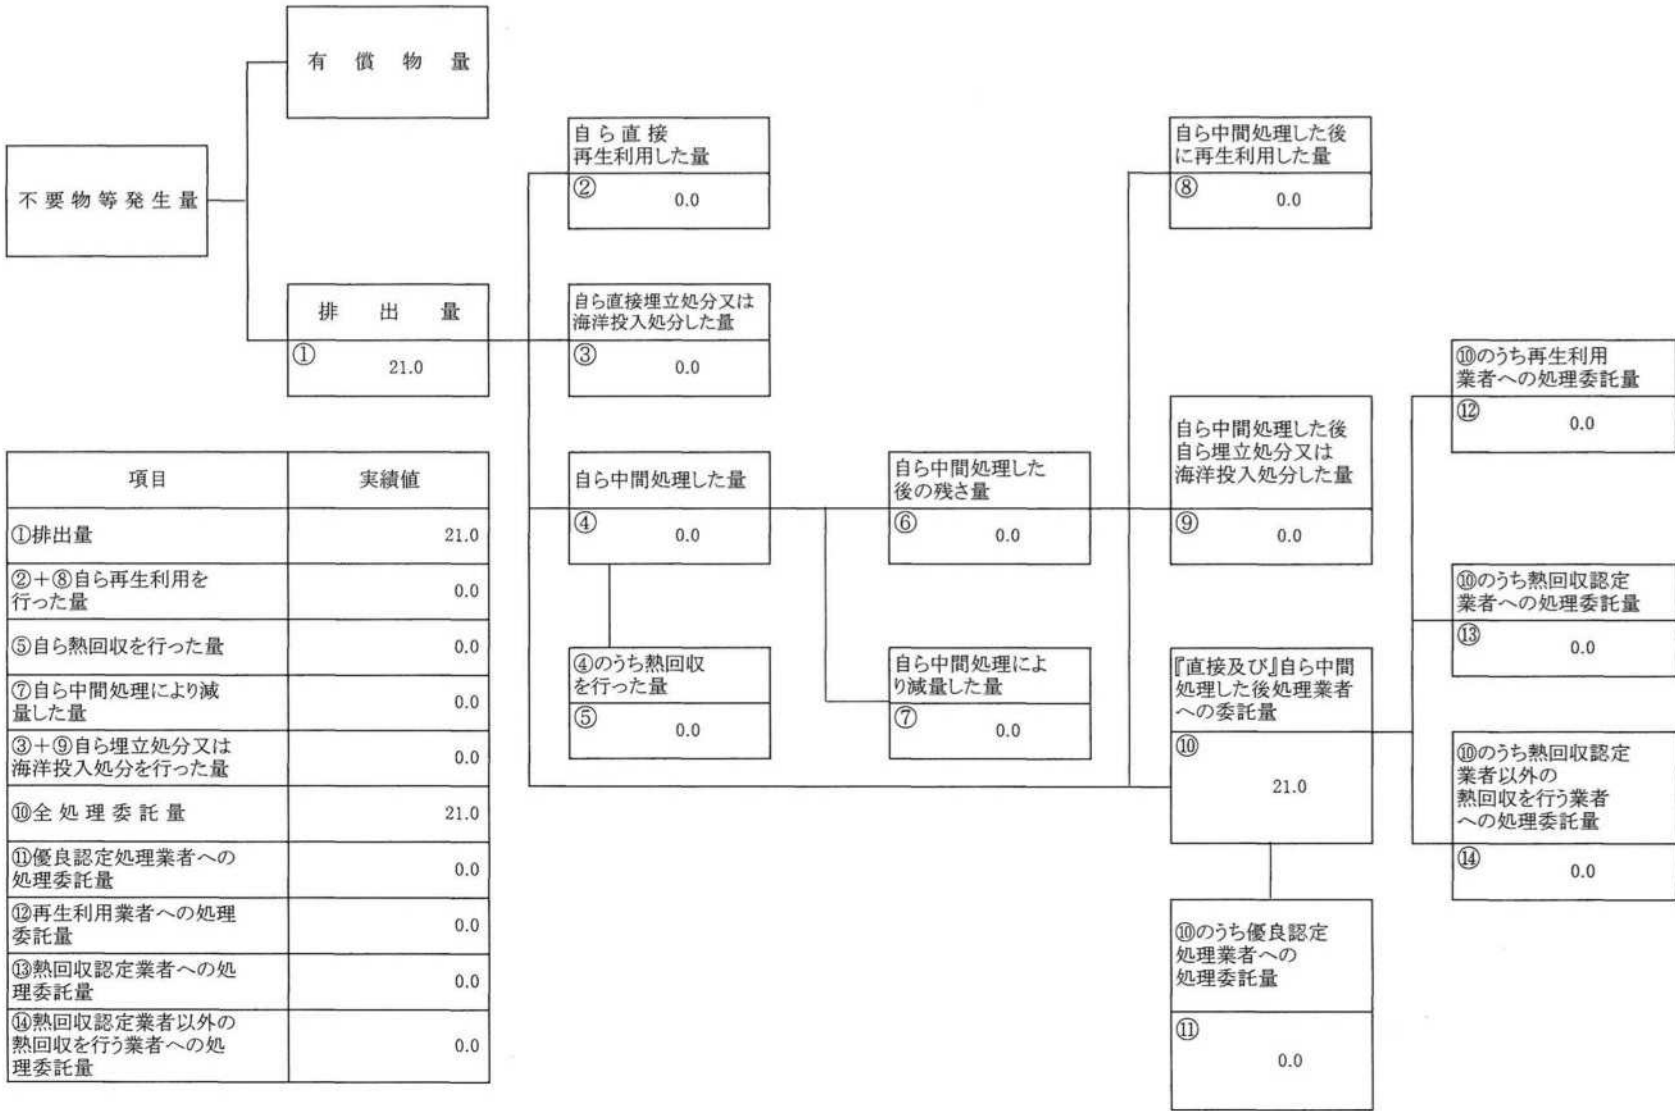 有償物量
不要物等発生量
排出量
① 21.0
自ら直接
再生利用した量
② 0.0
自ら直接埋立処分又は
海洋投入処分した量
③ 0.0
自ら中間処理した量
④ 0.0
④のうち熱回収
を行った量
⑤ 0.0
自ら中間処理した
後の残さ量
⑥ 0.0
自ら中間処理によ
り減量した量
⑦ 0.0
自ら中間処理した後
に再生利用した量
⑧ 0.0
自ら中間処理した後
自ら埋立処分又は
海洋投入処分した量
⑨ 0.0
『直接及び』自ら中間
処理した後処理業者
への委託量
⑩
21.0
⑩のうち優良認定
処理業者への
処理委託量
⑪
0.0
⑩のうち再生利用
業者への処理委託量
⑫ 0.0
⑩のうち熱回収認定
業者への処理委託量
⑬ 0.0
⑩のうち熱回収認定
業者以外の
熱回収を行う業者
への処理委託量
⑭ 0.0
項目 実績値
①排出量 21.0
②+⑧自ら再生利用を
行った量 0.0
⑤自ら熱回収を行った量 0.0
⑦自ら中間処理により減
量した量 0.0
③+⑨自ら埋立処分又は
海洋投入処分を行った量 0.0
⑩全処理委託量 21.0
⑪優良認定処理業者への
処理委託量 0.0
⑫再生利用業者への処理
委託量 0.0
⑬熱回収認定業者への処
理委託量 0.0
⑭熱回収認定業者以外の
熱回収を行う業者への処
理委託量 0.0